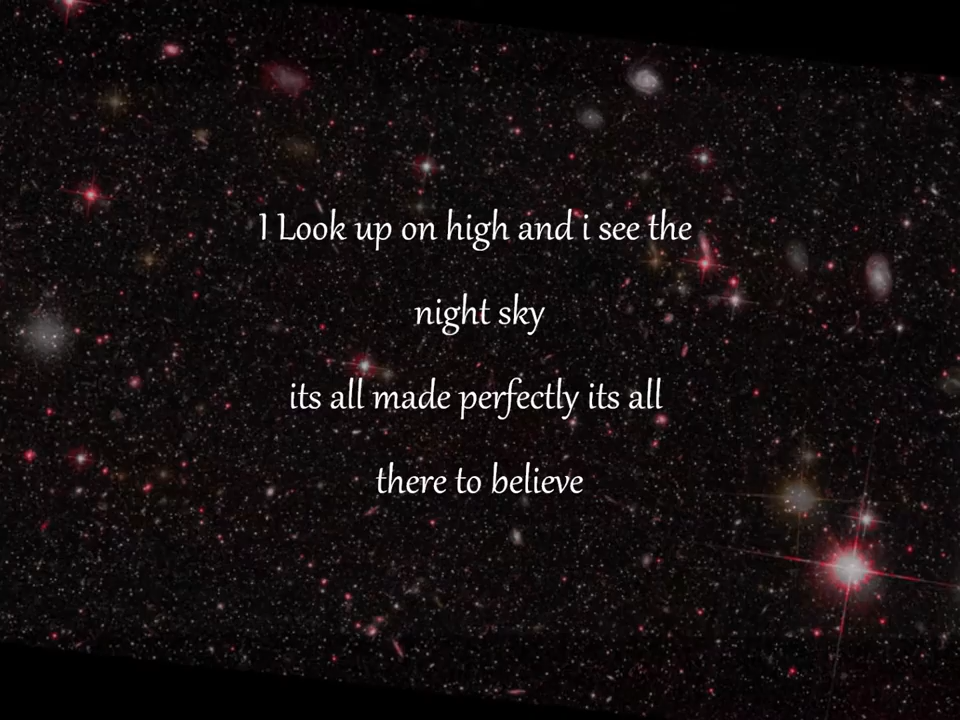 I Look up on high and i see the
night sky
its all made perfectly its all
there to believe